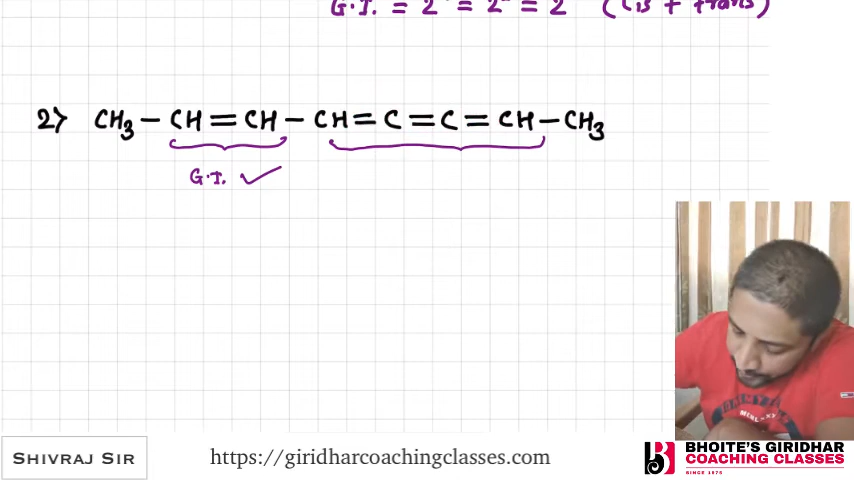 G.I. = 2 = 2 = 2 (cis + trans)
2) CH₃ – CH = CH – CH = C = C = CH – CH₃
G.I. ✓
SHIVRAJ SIR
https://giridharcoachingclasses.com
BHOITE'S GIRIDHAR
COACHING CLASSES
SINCE 1975